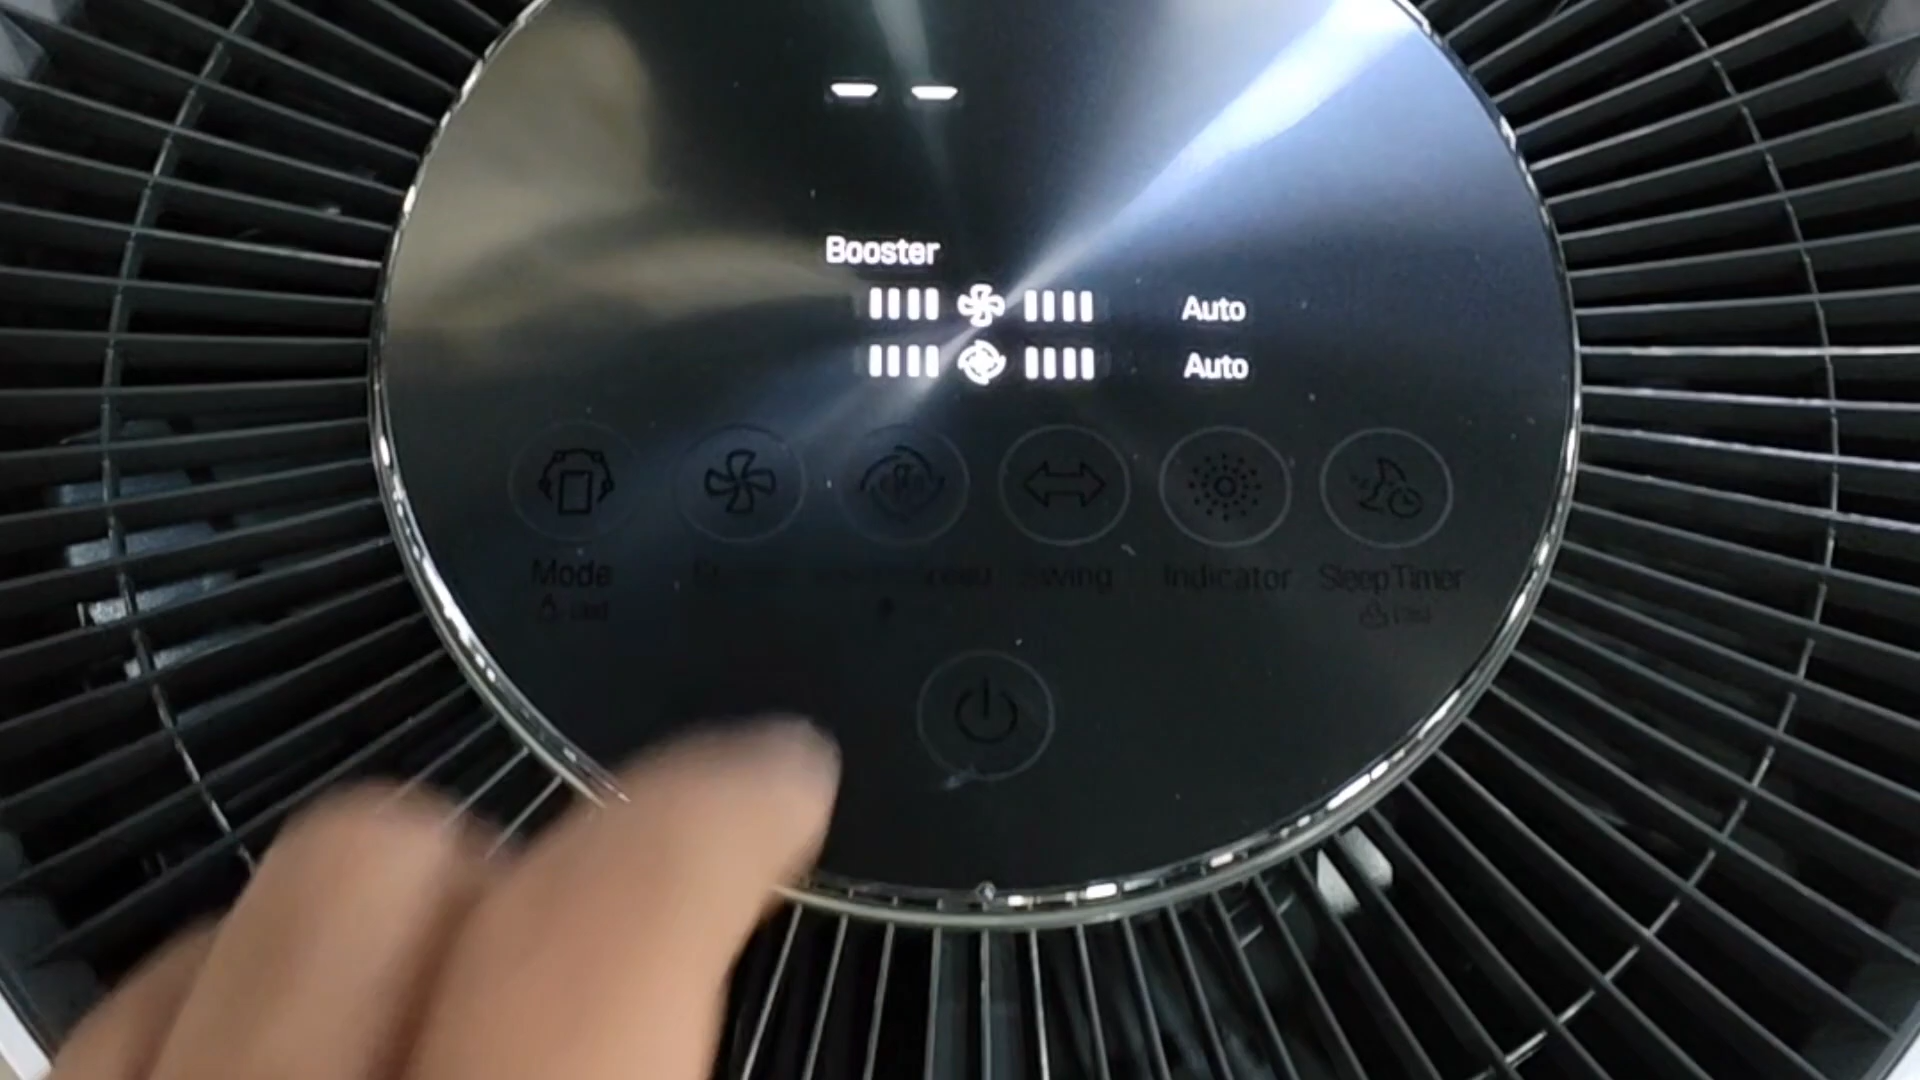 --
Booster
Auto
Auto
Mode
Swing
Indicator
SleepTimer